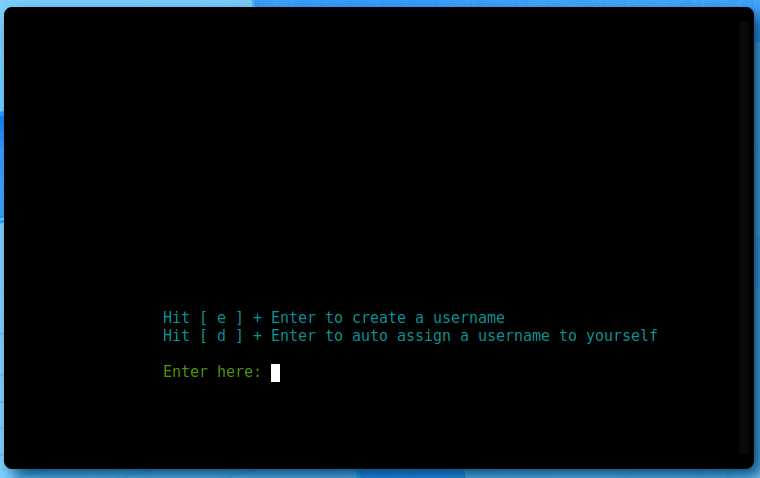 Hit [ e ] + Enter to create a username
Hit [ d ] + Enter to auto assign a username to yourself
Enter here: